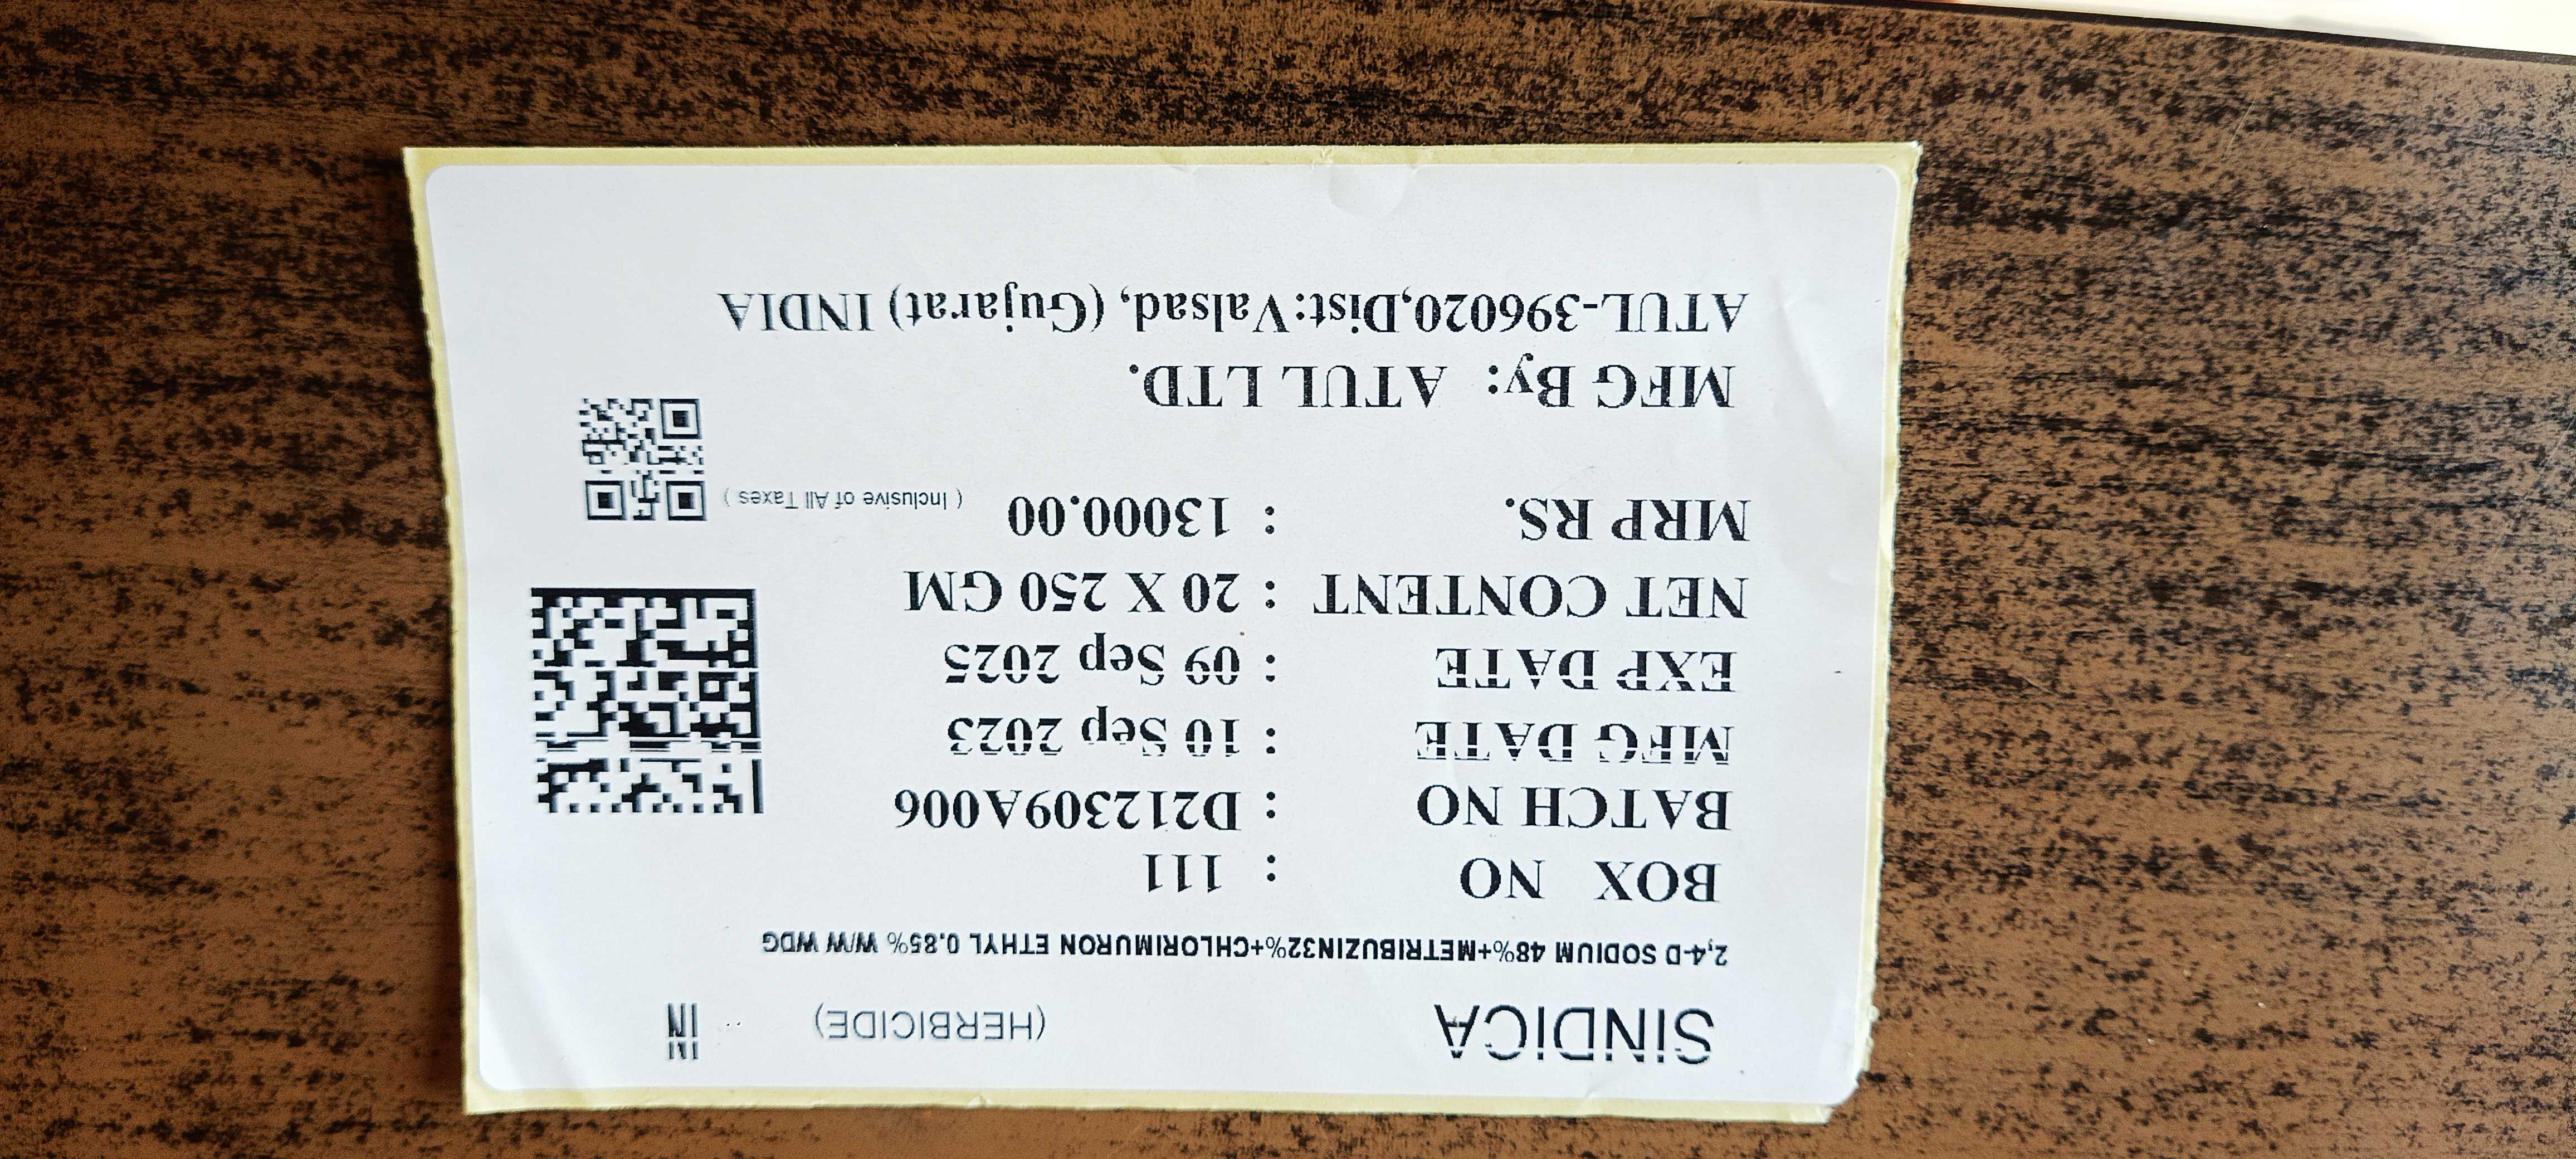 SiNDiCA (HERBICIDE) IN
2,4-D SODIUM 48%+METRIBUZIN32%+CHLORIMURON ETHYL 0.85% W/W WDG
BOX NO : 111
BATCH NO : D212309A006
MFG DATE : 10 Sep 2023
EXP DATE : 09 Sep 2025
NET CONTENT : 20 X 250 GM
MRP RS. : 13000.00 ( Inclusive of All Taxes )
MFG By: ATUL LTD.
ATUL-396020,Dist:Valsad, (Gujarat) INDIA